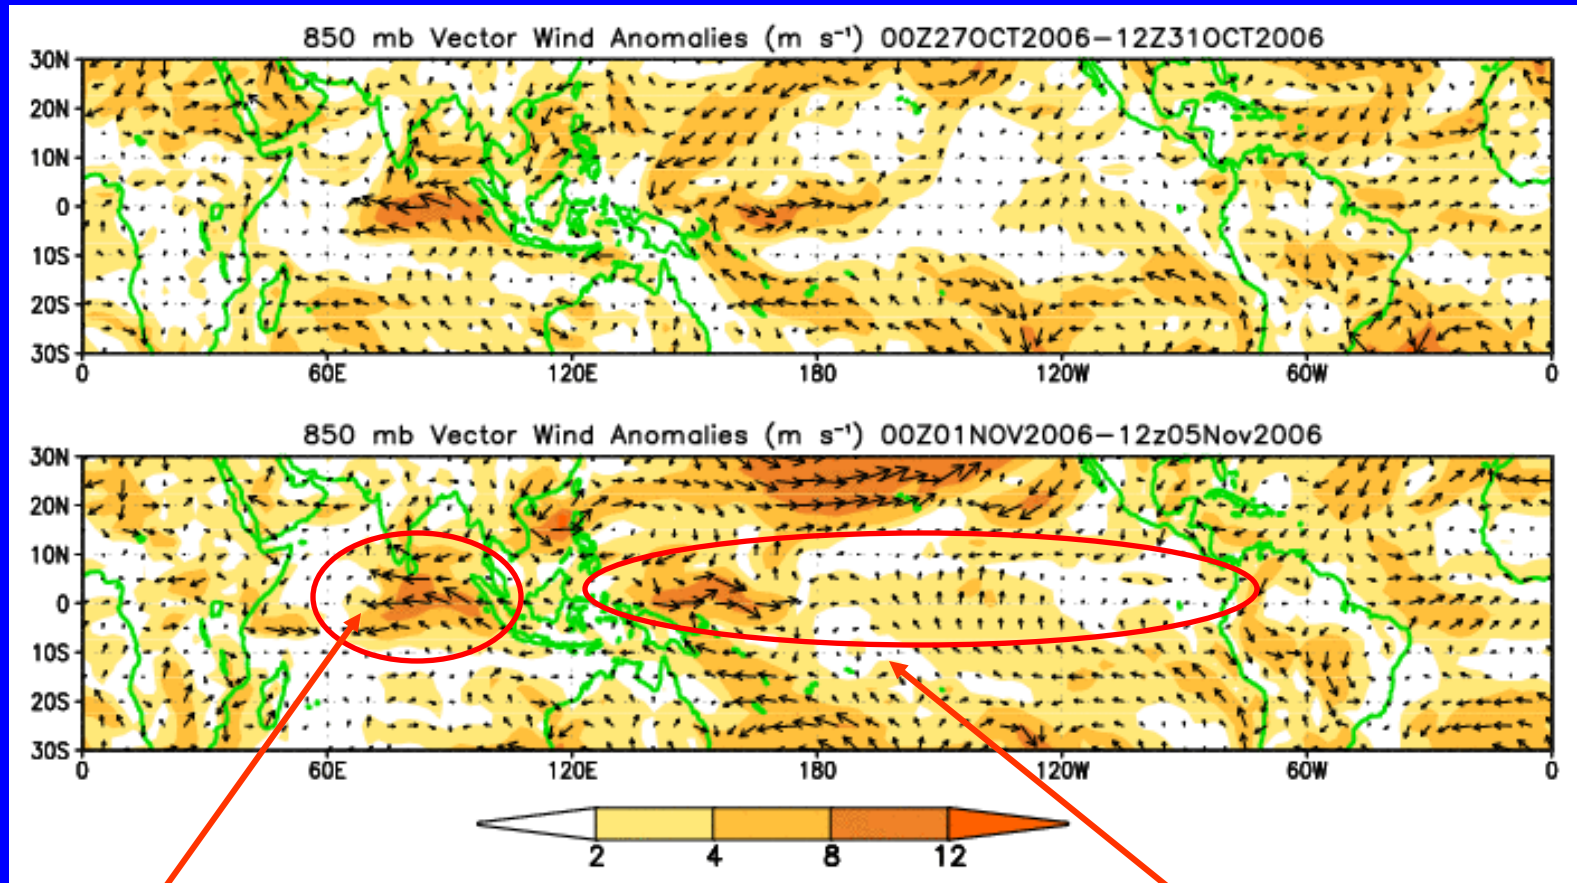 850 mb Vector Wind Anomalies (m s⁻¹) 00Z27OCT2006–12Z31OCT2006
30N
20N
10N
0
10S
20S
30S
0 60E 120E 180 120W 60W 0
850 mb Vector Wind Anomalies (m s⁻¹) 00Z01NOV2006–12z05Nov2006
30N
20N
10N
0
10S
20S
30S
0 60E 120E 180 120W 60W 0
2 4 8 12